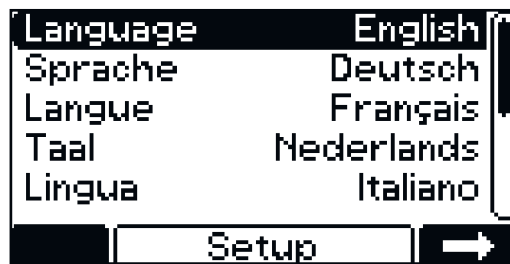 Language English
Sprache Deutsch
Langue Français
Taal Nederlands
Lingua Italiano
Setup